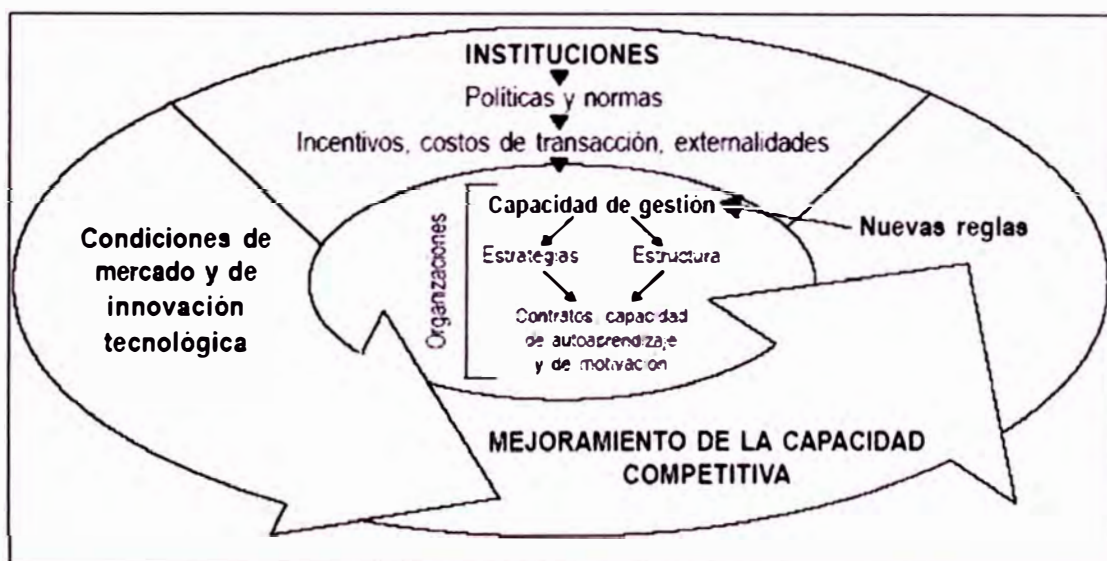 INSTITUCIONES
Políticas y normas
Incentivos, costos de transacción, externalidades
Organizaciones
Capacidad de gestión
Estrategias
Estructura
Contratos, capacidad
de autoaprendizaje
y de motivación
Nuevas reglas
Condiciones de
mercado y de
innovación
tecnológica
MEJORAMIENTO DE LA CAPACIDAD
COMPETITIVA